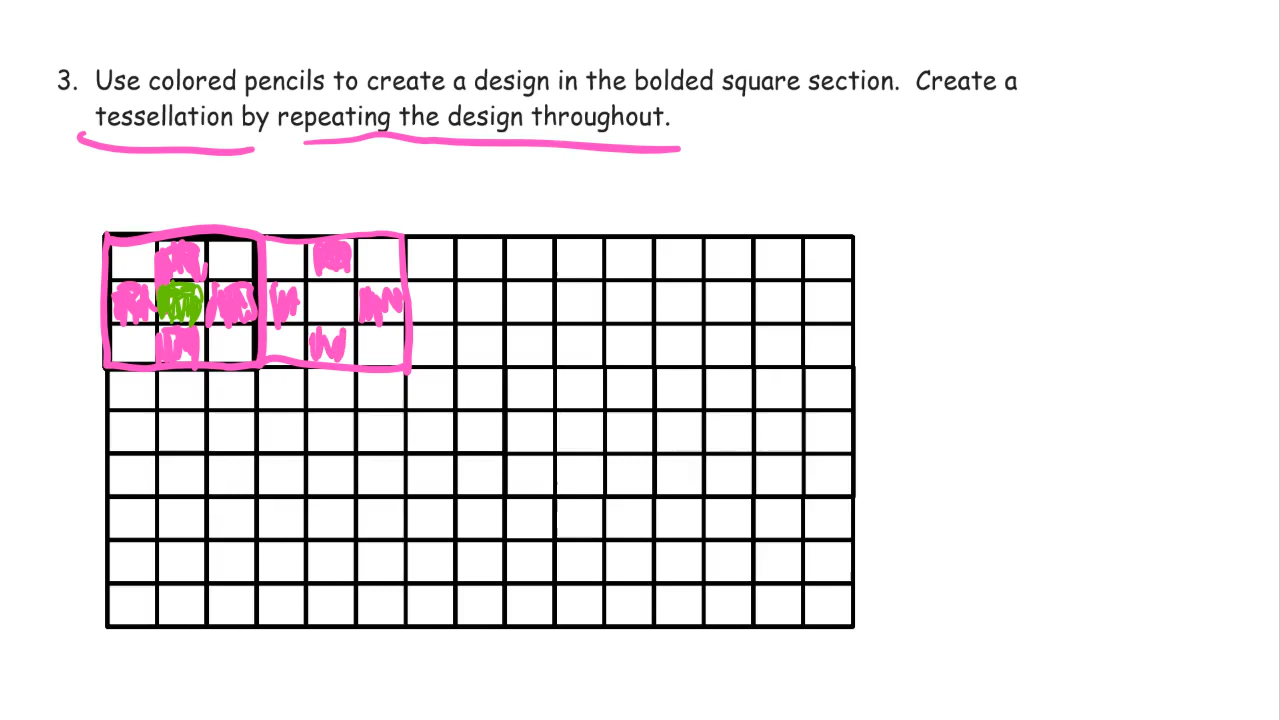 3. Use colored pencils to create a design in the bolded square section. Create a
tessellation by repeating the design throughout.